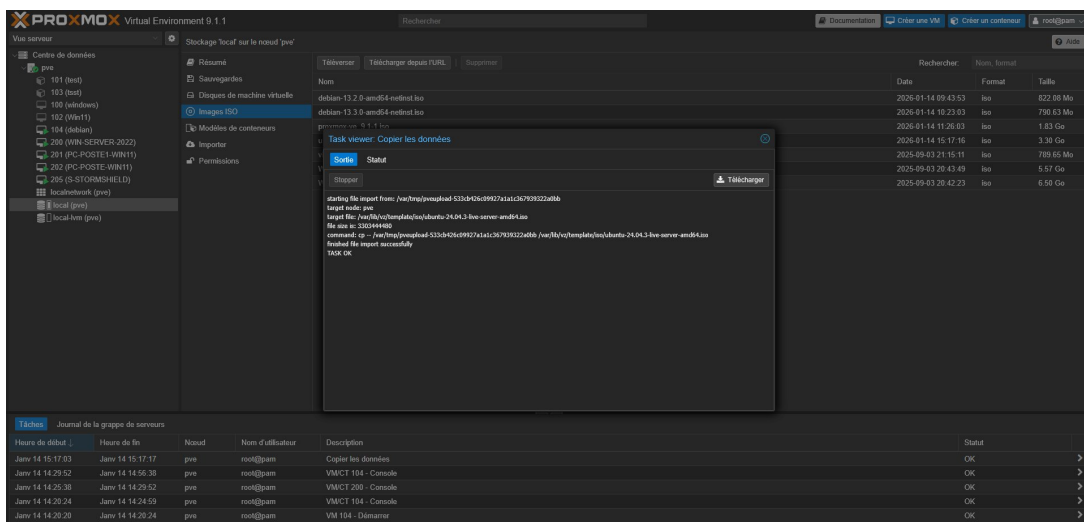 PROXMOX Virtual Environment 9.1.1
Rechercher
Documentation
Créer une VM
Créer un conteneur
root@pam
Vue serveur
Stockage 'local' sur le nœud 'pve'
Aide
Centre de données
pve
101 (test)
103 (tsst)
100 (windows)
102 (Win11)
104 (debian)
200 (WIN-SERVER-2022)
201 (PC-POSTE1-WIN11)
202 (PC-POSTE-WIN11)
205 (S-STORMSHIELD)
localnetwork (pve)
local (pve)
local-lvm (pve)
Résumé
Sauvegardes
Disques de machine virtuelle
Images ISO
Modèles de conteneurs
Importer
Permissions
Téléverser Télécharger depuis l'URL Supprimer
Rechercher: Nom, format
Nom Date Format Taille
debian-13.2.0-amd64-netinst.iso 2026-01-14 09:43:53 iso 822.08 Mo
debian-13.3.0-amd64-netinst.iso 2026-01-14 10:23:03 iso 790.63 Mo
2026-01-14 11:26:03 iso 1.83 Go
2026-01-14 15:17:16 iso 3.30 Go
2025-09-03 21:15:11 iso 789.65 Mo
2025-09-03 20:43:49 iso 5.57 Go
2025-09-03 20:42:23 iso 6.50 Go
Task viewer: Copier les données
Sortie Statut
Stopper Télécharger
starting file import from: /var/tmp/pveupload-533cb426c09927a1a1c367939322a0bb
target node: pve
target file: /var/lib/vz/template/iso/ubuntu-24.04.3-live-server-amd64.iso
file size is: 3303444480
command: cp -- /var/tmp/pveupload-533cb426c09927a1a1c367939322a0bb /var/lib/vz/template/iso/ubuntu-24.04.3-live-server-amd64.iso
finished file import successfully
TASK OK
Tâches Journal de la grappe de serveurs
Heure de début ↓ Heure de fin Nœud Nom d'utilisateur Description Statut
Janv 14 15:17:03 Janv 14 15:17:17 pve root@pam Copier les données OK
Janv 14 14:29:52 Janv 14 14:56:38 pve root@pam VM/CT 104 - Console OK
Janv 14 14:25:38 Janv 14 14:29:52 pve root@pam VM/CT 200 - Console OK
Janv 14 14:20:24 Janv 14 14:24:59 pve root@pam VM/CT 104 - Console OK
Janv 14 14:20:20 Janv 14 14:20:24 pve root@pam VM 104 - Démarrer OK